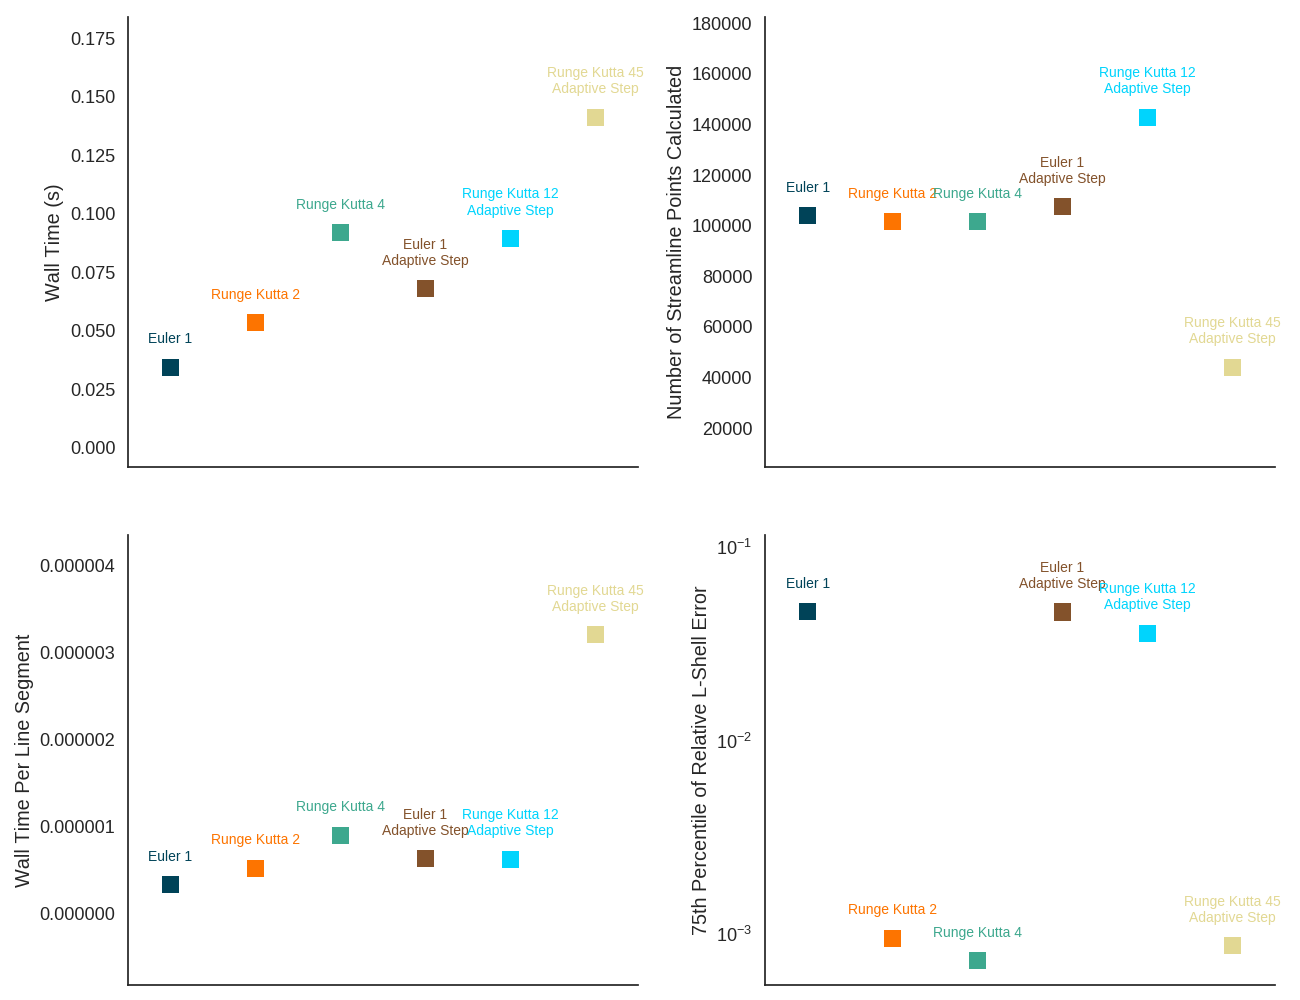 0.175
0.150
0.125
0.100
0.075
0.050
0.025
0.000
Wall Time (s)
Euler 1
Runge Kutta 2
Runge Kutta 4
Euler 1
Adaptive Step
Runge Kutta 12
Adaptive Step
Runge Kutta 45
Adaptive Step
180000
160000
140000
120000
100000
80000
60000
40000
20000
Number of Streamline Points Calculated
Euler 1
Runge Kutta 2
Runge Kutta 4
Euler 1
Adaptive Step
Runge Kutta 12
Adaptive Step
Runge Kutta 45
Adaptive Step
0.000004
0.000003
0.000002
0.000001
0.000000
Wall Time Per Line Segment
Euler 1
Runge Kutta 2
Runge Kutta 4
Euler 1
Adaptive Step
Runge Kutta 12
Adaptive Step
Runge Kutta 45
Adaptive Step
10⁻¹
10⁻²
10⁻³
75th Percentile of Relative L-Shell Error
Euler 1
Runge Kutta 2
Runge Kutta 4
Euler 1
Adaptive Step
Runge Kutta 12
Adaptive Step
Runge Kutta 45
Adaptive Step